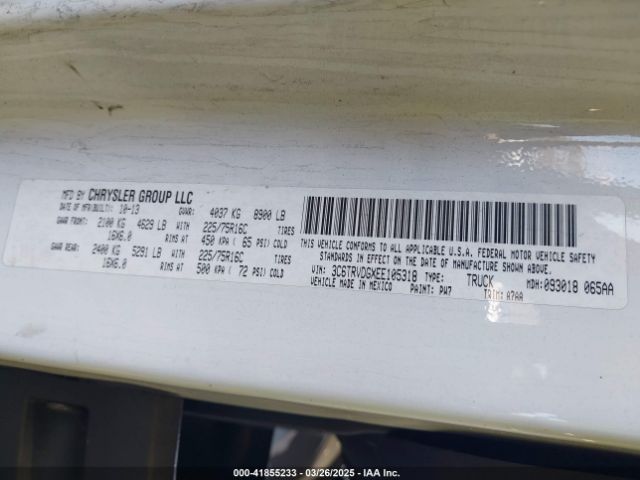 MFD BY CHRYSLER GROUP LLC
DATE OF MFR(BUILD): 10-13 GVWR: 4037 KG 8900 LB
GAWR FRONT: 2100 KG 4629 LB WITH 225/75R16C TIRES
16X6.0 RIMS AT 450 KPA ( 65 PSI) COLD
GAWR REAR: 2400 KG 5291 LB WITH 225/75R16C TIRES
16X6.0 RIMS AT 500 KPA ( 72 PSI) COLD
THIS VEHICLE CONFORMS TO ALL APPLICABLE U.S.A. FEDERAL MOTOR VEHICLE SAFETY
STANDARDS IN EFFECT ON THE DATE OF MANUFACTURE SHOWN ABOVE.
VIN: 3C6TRVDGXEE105318 TYPE: TRUCK MDH: 093018 065AA
VEHICLE MADE IN MEXICO PAINT: PW7 TRIM: A7AA
000-41855233 - 03/26/2025 - IAA Inc.